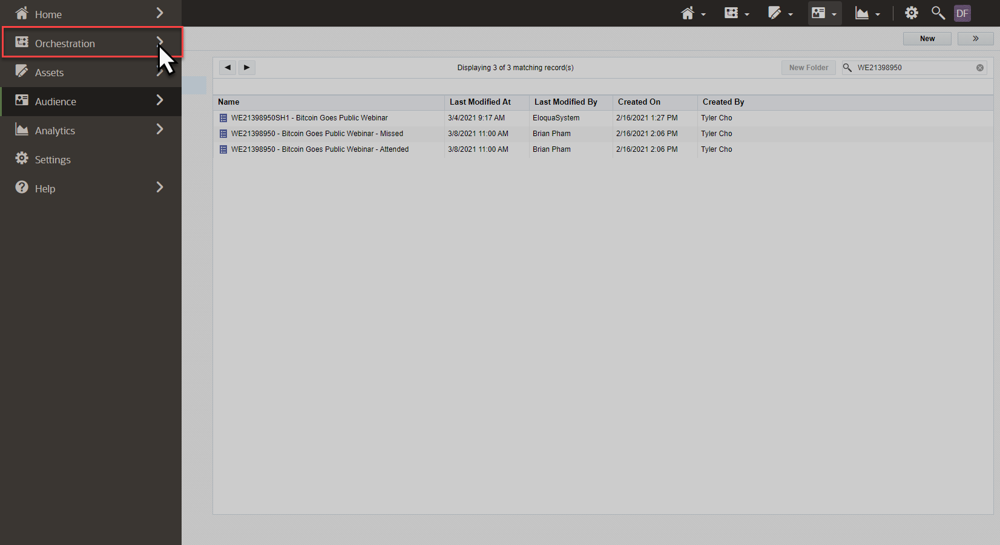 Home
Orchestration
Assets
Audience
Analytics
Settings
Help
DF
New
Displaying 3 of 3 matching record(s)
New Folder
WE21398950
Name Last Modified At Last Modified By Created On Created By
WE21398950SH1 - Bitcoin Goes Public Webinar 3/4/2021 9:17 AM EloquaSystem 2/16/2021 1:27 PM Tyler Cho
WE21398950 - Bitcoin Goes Public Webinar - Missed 3/8/2021 11:00 AM Brian Pham 2/16/2021 2:06 PM Tyler Cho
WE21398950 - Bitcoin Goes Public Webinar - Attended 3/8/2021 11:00 AM Brian Pham 2/16/2021 2:06 PM Tyler Cho